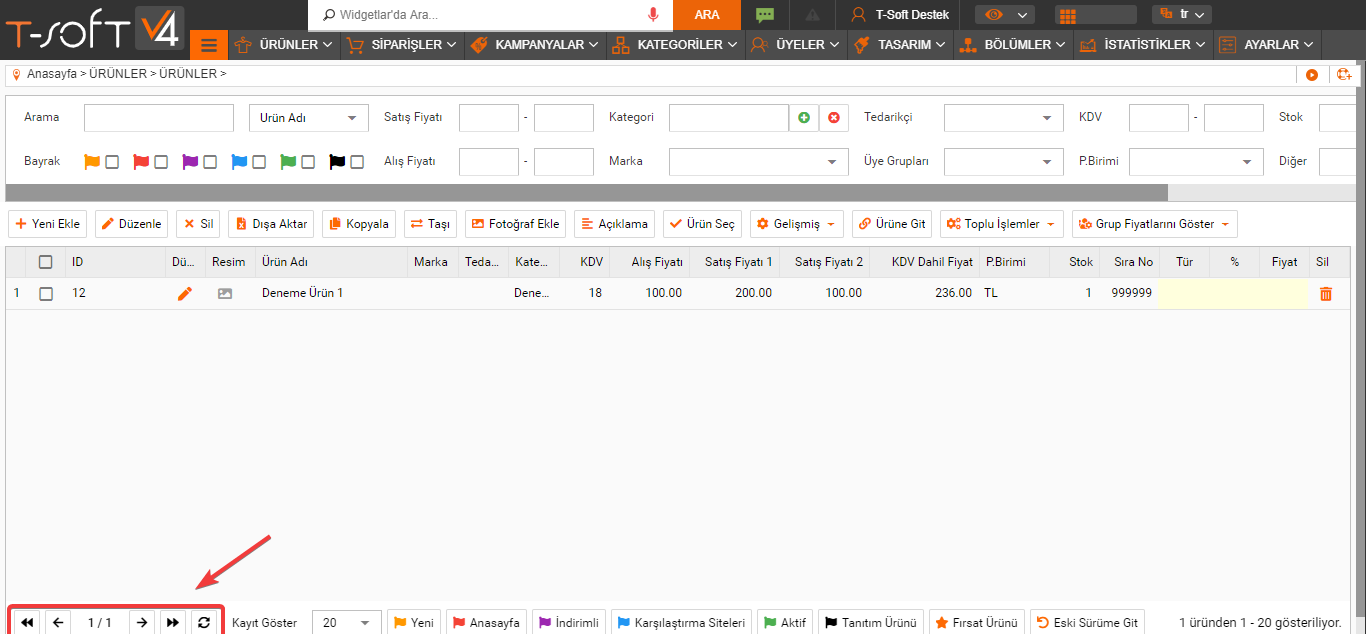 T-SOFT V4
Widgetlar'da Ara...
ARA
T-Soft Destek
tr
ÜRÜNLER SİPARİŞLER KAMPANYALAR KATEGORİLER ÜYELER TASARIM BÖLÜMLER İSTATİSTİKLER AYARLAR
Anasayfa > ÜRÜNLER > ÜRÜNLER >
Arama Ürün Adı Satış Fiyatı - Kategori Tedarikçi KDV - Stok
Bayrak Alış Fiyatı - Marka Üye Grupları P.Birimi Diğer
Yeni Ekle Düzenle Sil Dışa Aktar Kopyala Taşı Fotoğraf Ekle Açıklama Ürün Seç Gelişmiş Ürüne Git Toplu İşlemler Grup Fiyatlarını Göster
ID Dü... Resim Ürün Adı Marka Teda... Kate... KDV Alış Fiyatı Satış Fiyatı 1 Satış Fiyatı 2 KDV Dahil Fiyat P.Birimi Stok Sıra No Tür % Fiyat Sil
1 12 Deneme Ürün 1 Dene... 18 100.00 200.00 100.00 236.00 TL 1 999999
1 / 1 Kayıt Göster 20 Yeni Anasayfa İndirimli Karşılaştırma Siteleri Aktif Tanıtım Ürünü Fırsat Ürünü Eski Sürüme Git 1 üründen 1 - 20 gösteriliyor.